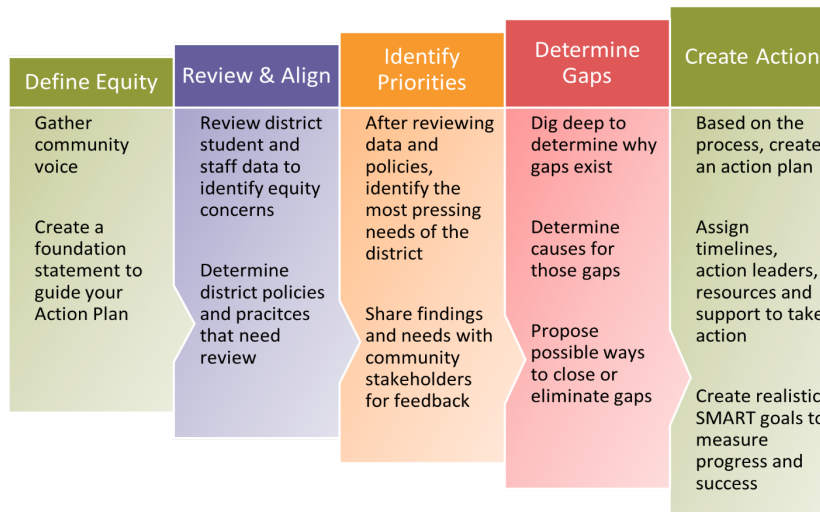 Define Equity
Gather
community
voice
Create a
foundation
statement to
guide your
Action Plan
Review & Align
Review district
student and
staff data to
identify equity
concerns
Determine
district policies
and pracitces
that need
review
Identify
Priorities
After reviewing
data and
policies,
identify the
most pressing
needs of the
district
Share findings
and needs with
community
stakeholders
for feedback
Determine
Gaps
Dig deep to
determine why
gaps exist
Determine
causes for
those gaps
Propose
possible ways
to close or
eliminate gaps
Create Action
Based on the
process, create
an action plan
Assign
timelines,
action leaders,
resources and
support to take
action
Create realistic
SMART goals to
measure
progress and
success